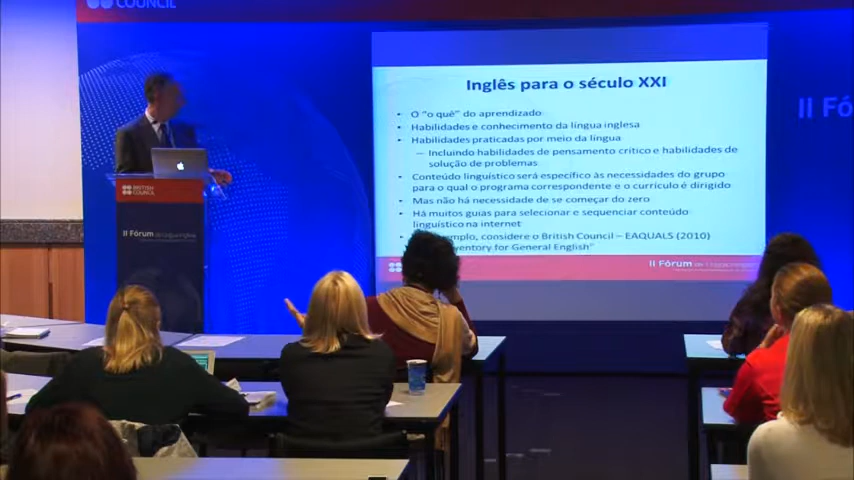 COUNCIL
Inglês para o século XXI
• O "o quê" do aprendizado
• Habilidades e conhecimento da língua inglesa
• Habilidades praticadas por meio da língua
– Incluindo habilidades de pensamento crítico e habilidades de
solução de problemas
• Conteúdo linguístico será específico às necessidades do grupo
para o qual o programa correspondente e o currículo é dirigido
• Mas não há necessidade de se começar do zero
• Há muitos guias para selecionar e sequenciar conteúdo
linguístico na internet
considere o British Council – EAQUALS (2010)
for General English"
II Fórum
II Fó
BRITISH
COUNCIL
II Fórum